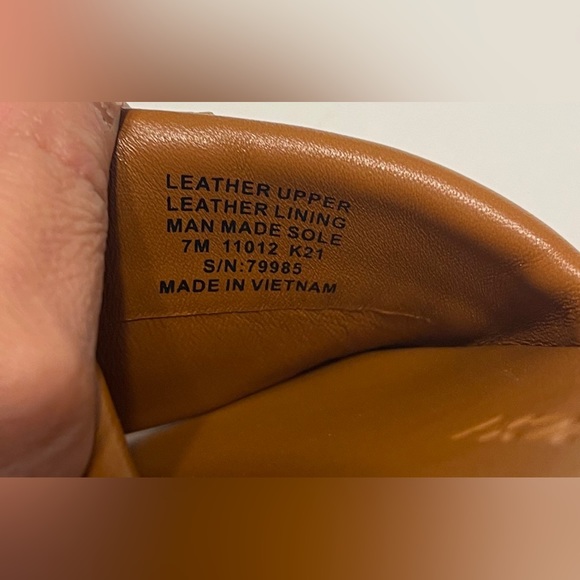 LEATHER UPPER
LEATHER LINING
MAN MADE SOLE
7M 11012 K21
S/N:79985
MADE IN VIETNAM